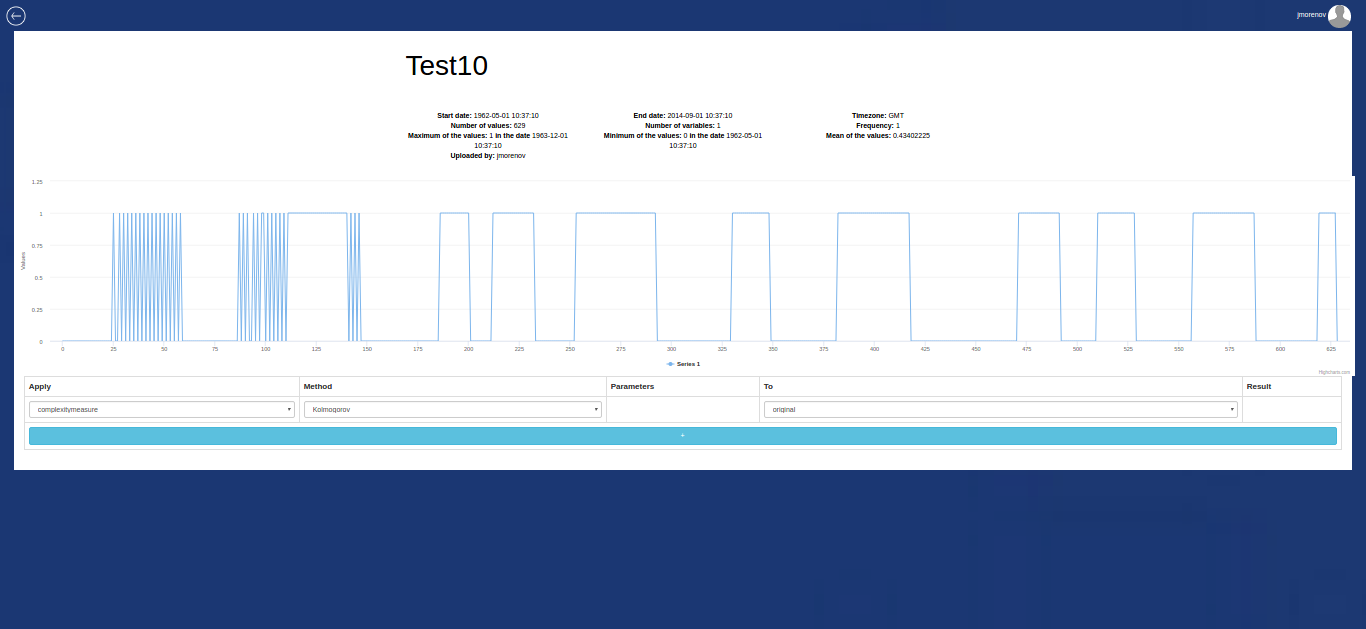 jmorenov
Test10
Start date: 1962-05-01 10:37:10
Number of values: 629
Maximum of the values: 1 in the date 1963-12-01
10:37:10
Uploaded by: jmorenov
End date: 2014-09-01 10:37:10
Number of variables: 1
Minimum of the values: 0 in the date 1962-05-01
10:37:10
Timezone: GMT
Frequency: 1
Mean of the values: 0.43402225
Values
1.25
1
0.75
0.5
0.25
0
0 25 50 75 100 125 150 175 200 225 250 275 300 325 350 375 400 425 450 475 500 525 550 575 600 625
Series 1
Highcharts.com
Apply Method Parameters To Result
complexitymeasure Kolmogorov original
+